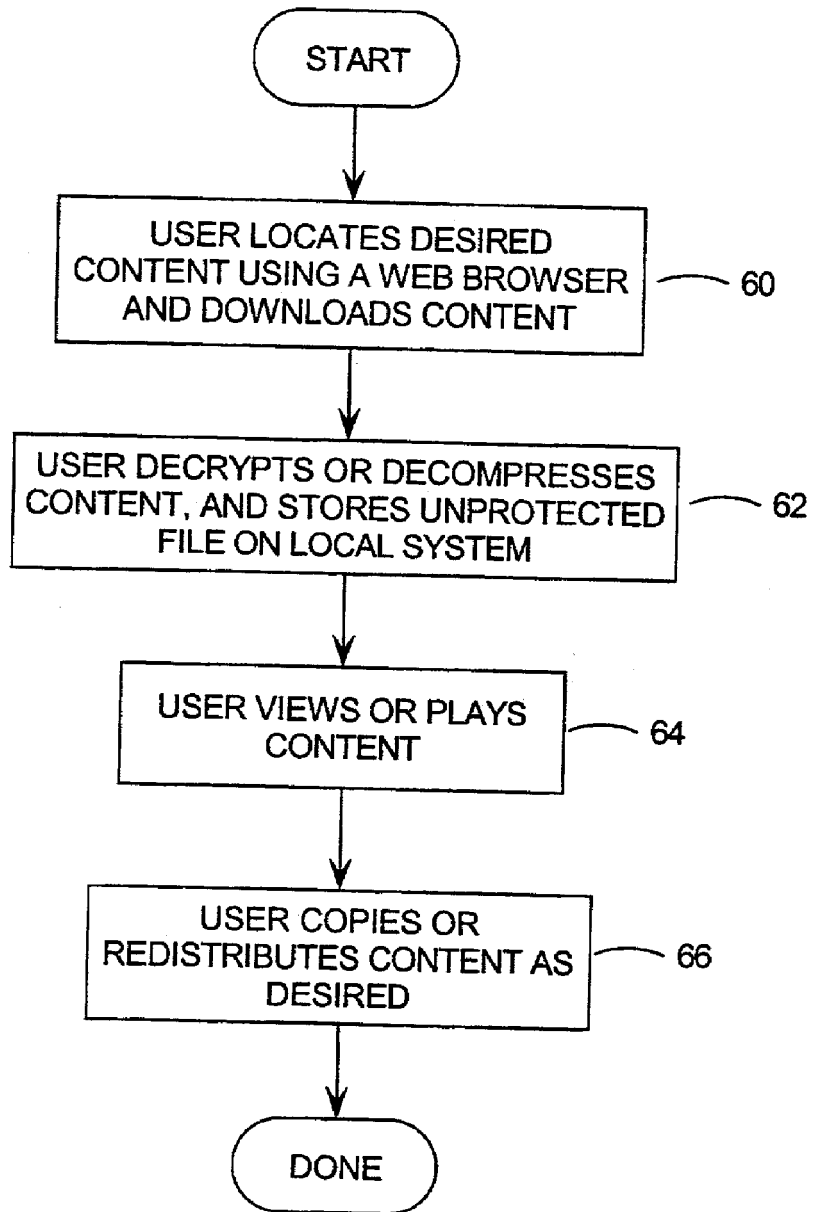 START
USER LOCATES DESIRED
CONTENT USING A WEB BROWSER
AND DOWNLOADS CONTENT
60
USER DECRYPTS OR DECOMPRESSES
CONTENT, AND STORES UNPROTECTED
FILE ON LOCAL SYSTEM
62
USER VIEWS OR PLAYS
CONTENT
64
USER COPIES OR
REDISTRIBUTES CONTENT AS
DESIRED
66
DONE